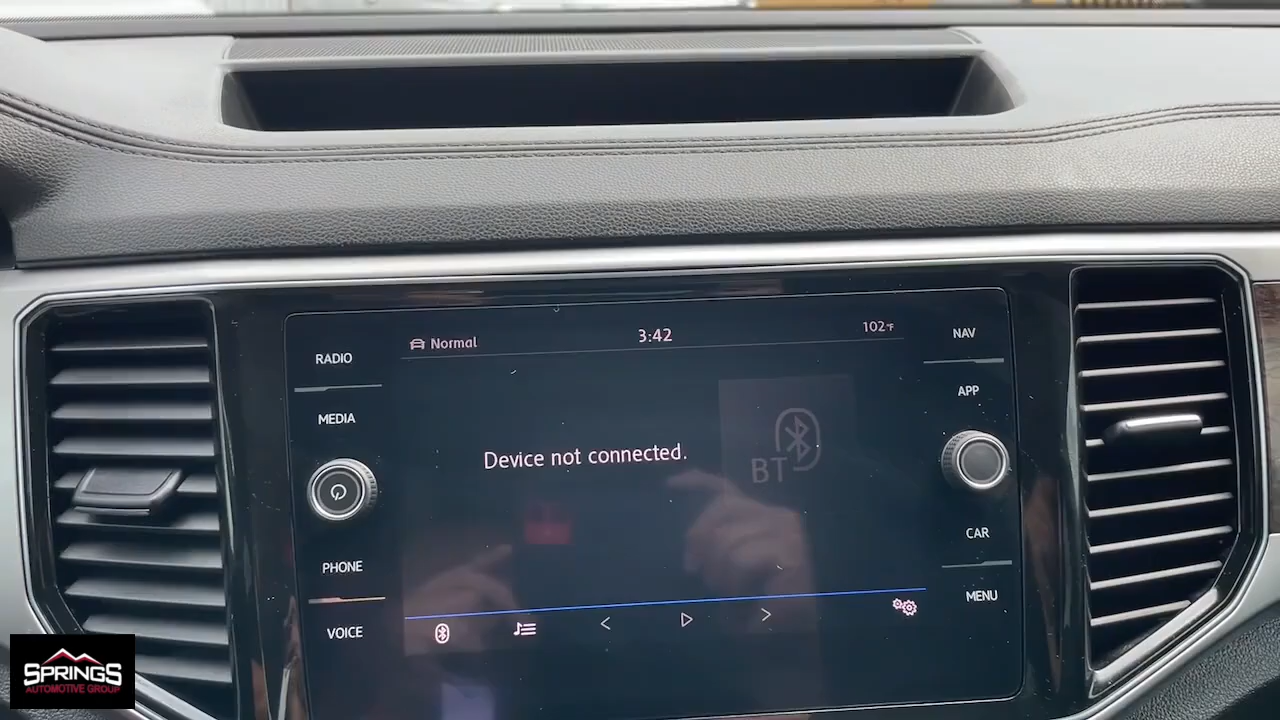 Normal
3:42
102°F
RADIO
MEDIA
PHONE
VOICE
Device not connected.
BT
NAV
APP
CAR
MENU
SPRINGS
AUTOMOTIVE GROUP